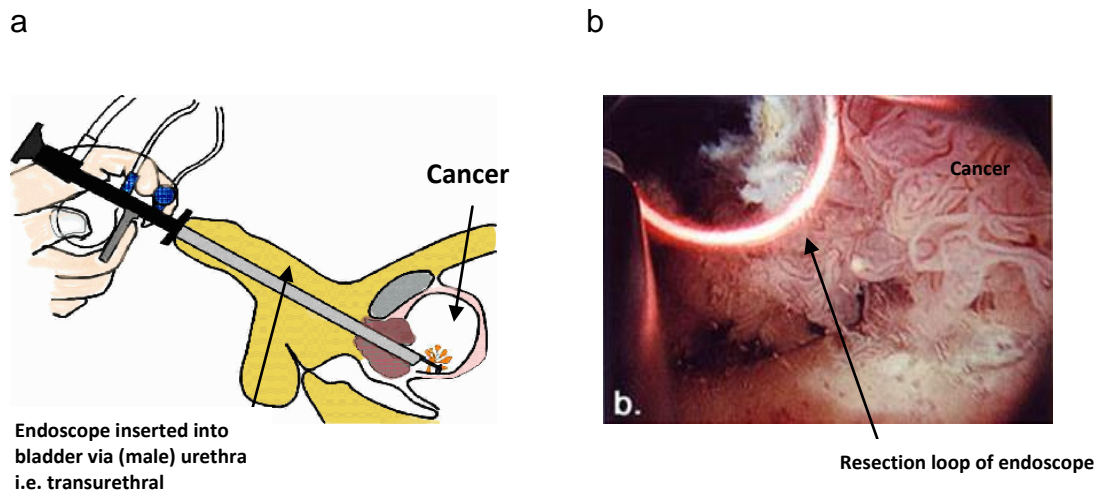 a
b
Cancer
Cancer
b.
Endoscope inserted into
bladder via (male) urethra
i.e. transurethral
Resection loop of endoscope